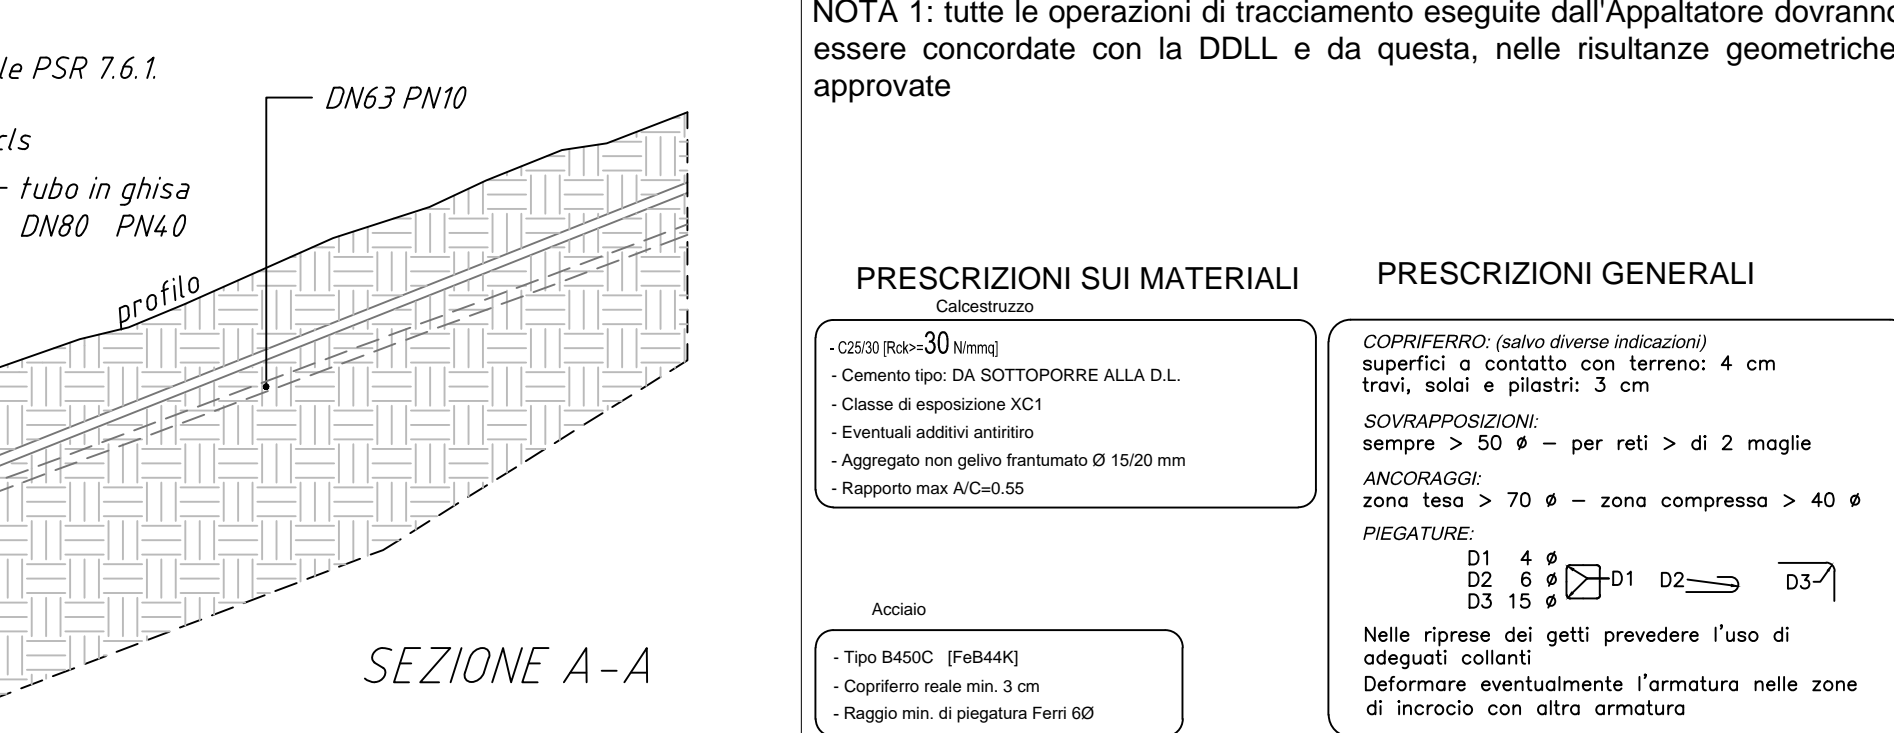 le PSR 7.6.1.
cls
- tubo in ghisa
DN80 PN40
DN63 PN10
profilo
SEZIONE A-A
NOTA 1: tutte le operazioni di tracciamento eseguite dall'Appaltatore dovranno
essere concordate con la DDLL e da questa, nelle risultanze geometriche
approvate
PRESCRIZIONI SUI MATERIALI
Calcestruzzo
- C25/30 [Rck>=30 N/mmq]
- Cemento tipo: DA SOTTOPORRE ALLA D.L.
- Classe di esposizione XC1
- Eventuali additivi antiritiro
- Aggregato non gelivo frantumato Ø 15/20 mm
- Rapporto max A/C=0.55
Acciaio
- Tipo B450C [FeB44K]
- Copriferro reale min. 3 cm
- Raggio min. di piegatura Ferri 6Ø
PRESCRIZIONI GENERALI
COPRIFERRO: (salvo diverse indicazioni)
superfici a contatto con terreno: 4 cm
travi, solai e pilastri: 3 cm
SOVRAPPOSIZIONI:
sempre > 50 ø – per reti > di 2 maglie
ANCORAGGI:
zona tesa > 70 ø – zona compressa > 40 ø
PIEGATURE:
D1 4 ø
D2 6 ø
D3 15 ø
D1 D2 D3
Nelle riprese dei getti prevedere l'uso di
adeguati collanti
Deformare eventualmente l'armatura nelle zone
di incrocio con altra armatura